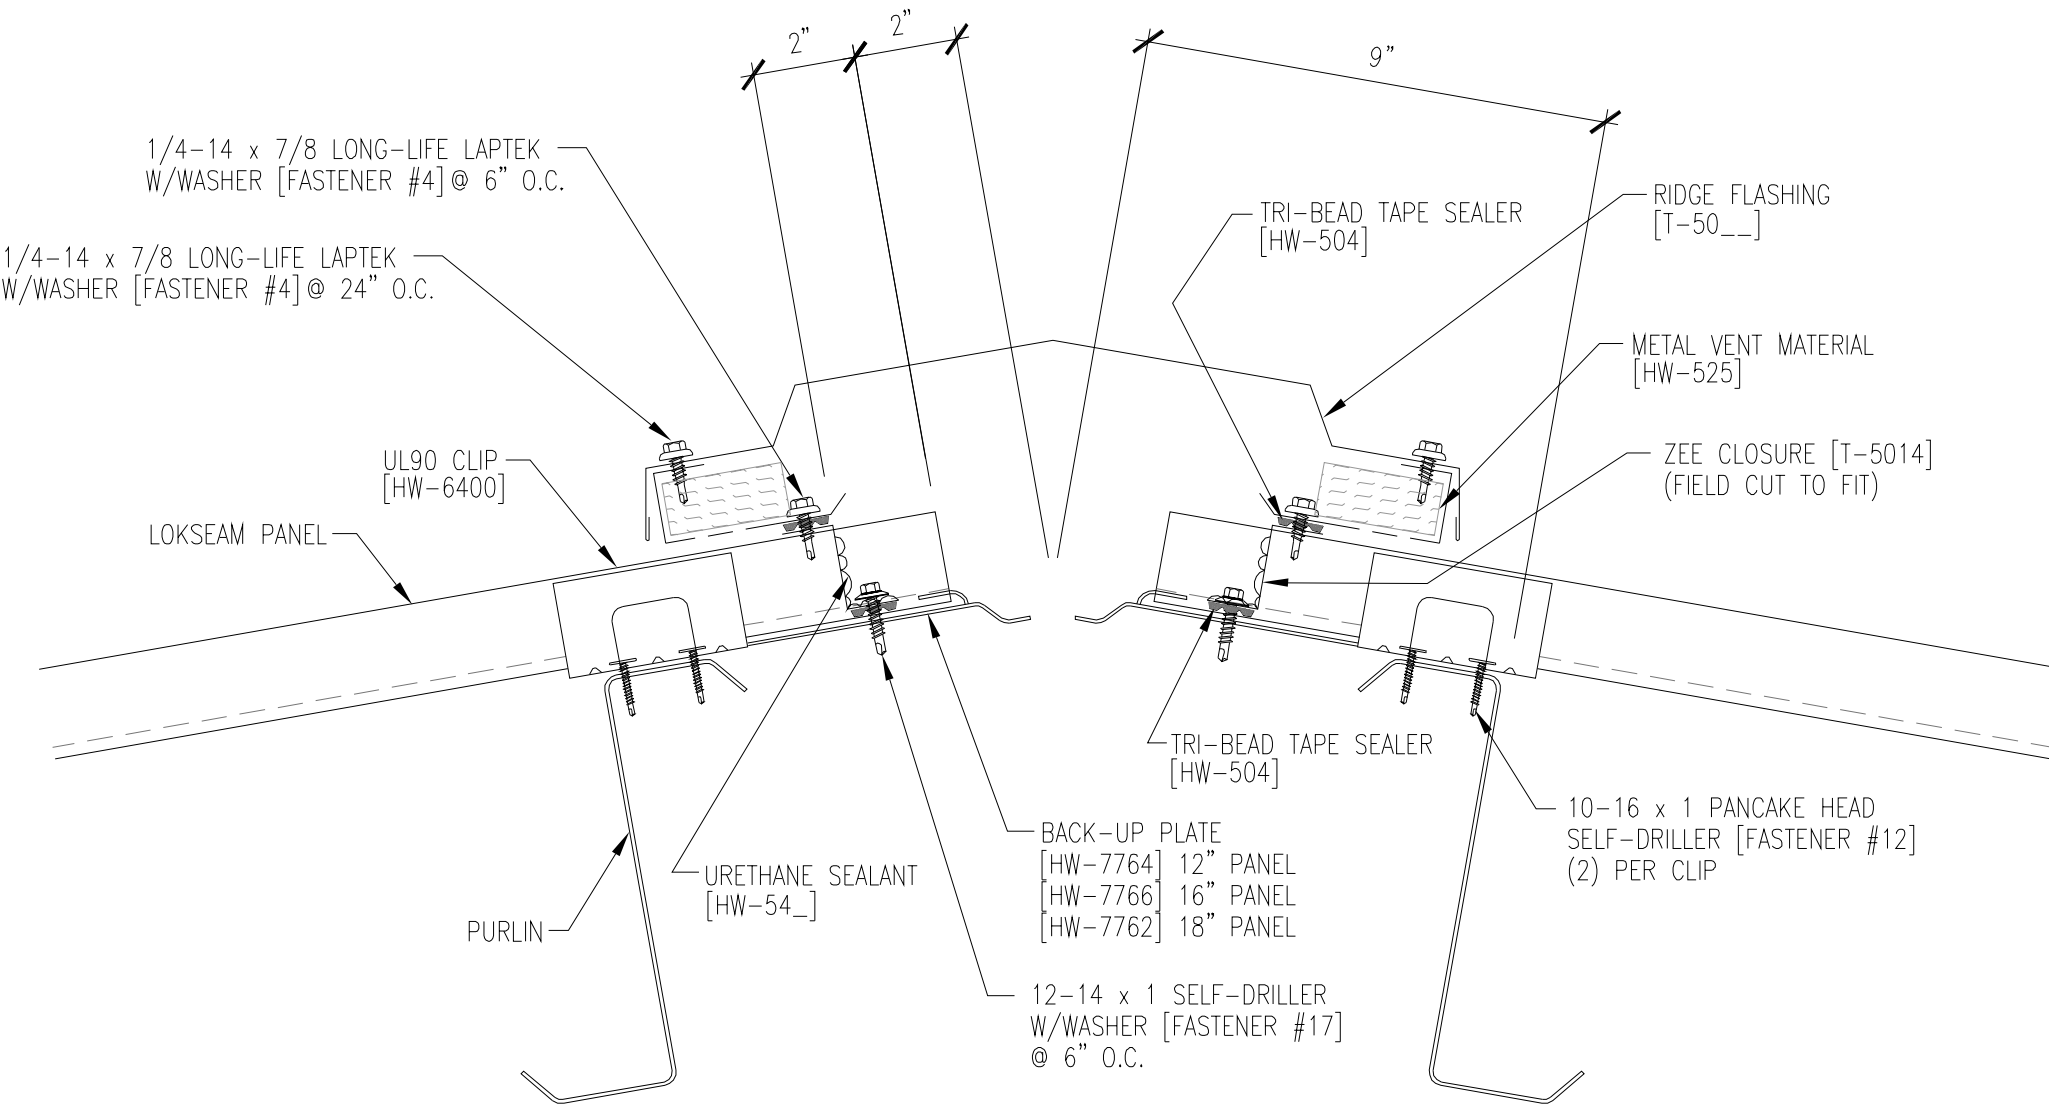 2”
2”
9”
1/4-14 x 7/8 LONG-LIFE LAPTEK
W/WASHER [FASTENER #4]@ 6” O.C.
1/4-14 x 7/8 LONG-LIFE LAPTEK
W/WASHER [FASTENER #4]@ 24” O.C.
TRI-BEAD TAPE SEALER
[HW-504]
RIDGE FLASHING
[T-50__]
METAL VENT MATERIAL
[HW-525]
ZEE CLOSURE [T-5014]
(FIELD CUT TO FIT)
UL90 CLIP
[HW-6400]
LOKSEAM PANEL
TRI-BEAD TAPE SEALER
[HW-504]
10-16 x 1 PANCAKE HEAD
SELF-DRILLER [FASTENER #12]
(2) PER CLIP
BACK-UP PLATE
[HW-7764] 12” PANEL
[HW-7766] 16” PANEL
[HW-7762] 18” PANEL
URETHANE SEALANT
[HW-54_]
PURLIN
12-14 x 1 SELF-DRILLER
W/WASHER [FASTENER #17]
@ 6” O.C.